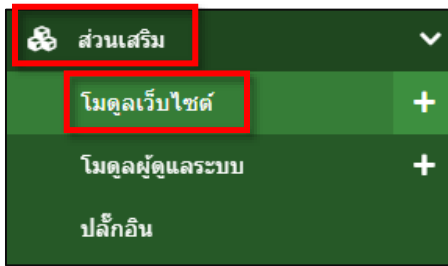 ส่วนเสริม
โมดูลเว็บไซต์
โมดูลผู้ดูแลระบบ
ปลั๊กอิน